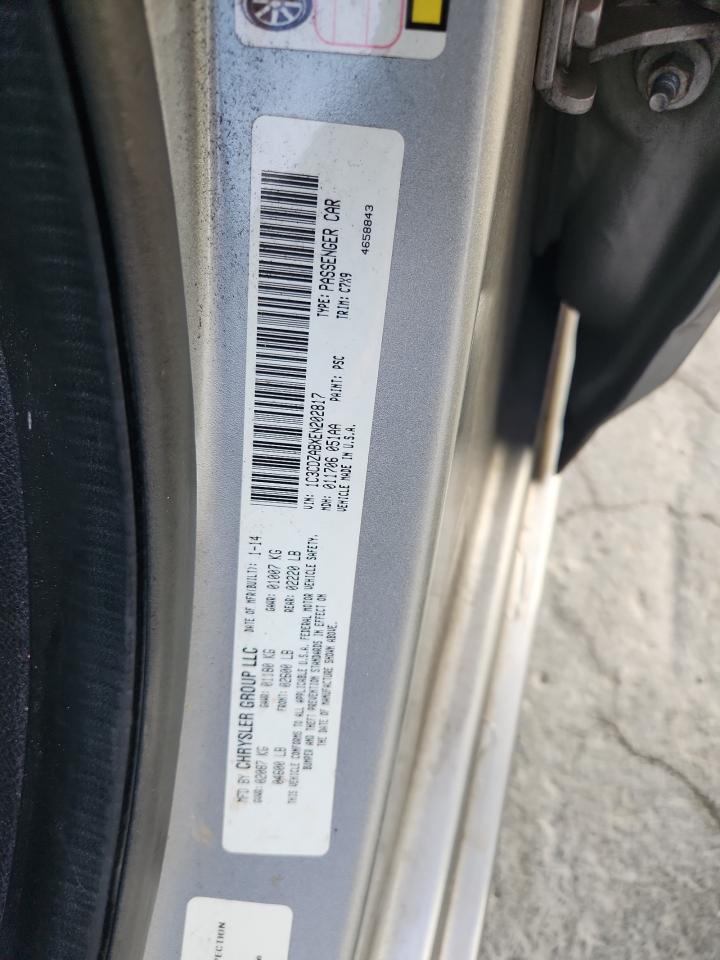 MFD BY CHRYSLER GROUP LLC DATE OF MFR(BUILT): 1-14
GVWR: 02087 KG GAWR: 01180 KG GAWR: 01007 KG
04600 LB FRONT: 02600 LB REAR: 02220 LB
THIS VEHICLE CONFORMS TO ALL APPLICABLE U.S.A. FEDERAL MOTOR VEHICLE SAFETY,
BUMPER AND THEFT PREVENTION STANDARDS IN EFFECT ON
THE DATE OF MANUFACTURE SHOWN ABOVE.
VIN: 1C3CDZABXEN202817 TYPE: PASSENGER CAR
MDH: 011706 051AA PAINT: PSC TRIM: C7X9
VEHICLE MADE IN U.S.A.
4658843